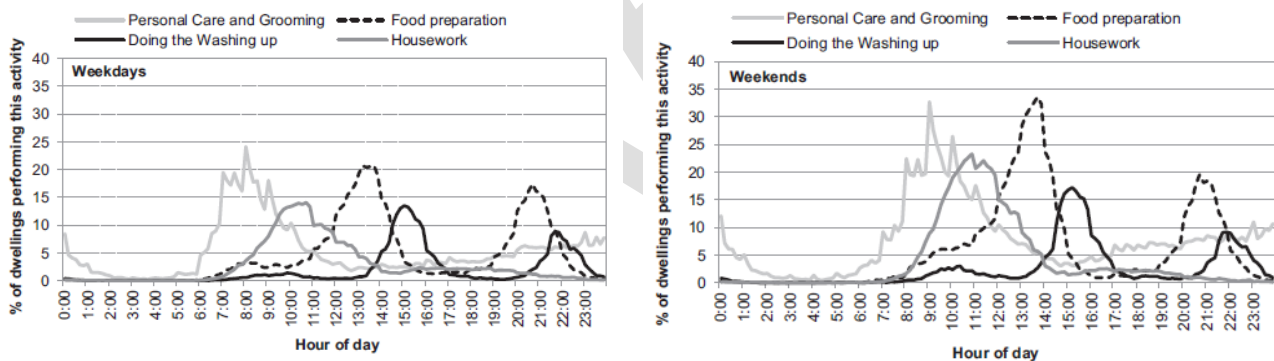 Personal Care and Grooming Food preparation
Doing the Washing up Housework
Weekdays
% of dwellings performing this activity
40
35
30
25
20
15
10
5
0
0:00 1:00 2:00 3:00 4:00 5:00 6:00 7:00 8:00 9:00 10:00 11:00 12:00 13:00 14:00 15:00 16:00 17:00 18:00 19:00 20:00 21:00 22:00 23:00
Hour of day
Personal Care and Grooming Food preparation
Doing the Washing up Housework
Weekends
% of dwellings performing this activity
40
35
30
25
20
15
10
5
0
0:00 1:00 2:00 3:00 4:00 5:00 6:00 7:00 8:00 9:00 10:00 11:00 12:00 13:00 14:00 15:00 16:00 17:00 18:00 19:00 20:00 21:00 22:00 23:00
Hour of day